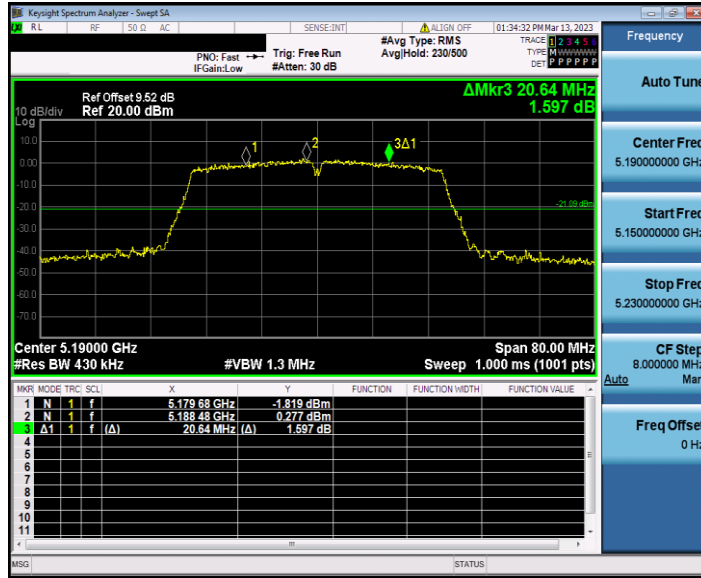 Keysight Spectrum Analyzer - Swept SA
RL RF 50 Ω AC SENSE:INT ALIGN OFF 01:34:32 PM Mar 13, 2023
#Avg Type: RMS TRACE 1 2 3 4 5 6
PNO: Fast Trig: Free Run Avg|Hold: 230/500 TYPE M WWWWW
IFGain:Low #Atten: 30 dB DET P P P P P P
ΔMkr3 20.64 MHz
1.597 dB
Ref Offset 9.52 dB
10 dB/div Ref 20.00 dBm
Log
10.0
0.00
-10.0
-20.0
-30.0
-40.0
-50.0
-60.0
-70.0
1
2
3Δ1
-21.09 dBm
Center 5.19000 GHz Span 80.00 MHz
#Res BW 430 kHz #VBW 1.3 MHz Sweep 1.000 ms (1001 pts)
MKR MODE TRC SCL X Y FUNCTION FUNCTION WIDTH FUNCTION VALUE
1 N 1 f 5.179 68 GHz -1.819 dBm
2 N 1 f 5.188 48 GHz 0.277 dBm
3 Δ1 1 f (Δ) 20.64 MHz (Δ) 1.597 dB
4
5
6
7
8
9
10
11
MSG STATUS
Frequency
Auto Tune
Center Freq
5.190000000 GHz
Start Freq
5.150000000 GHz
Stop Freq
5.230000000 GHz
CF Step
8.000000 MHz
Auto Man
Freq Offset
0 Hz